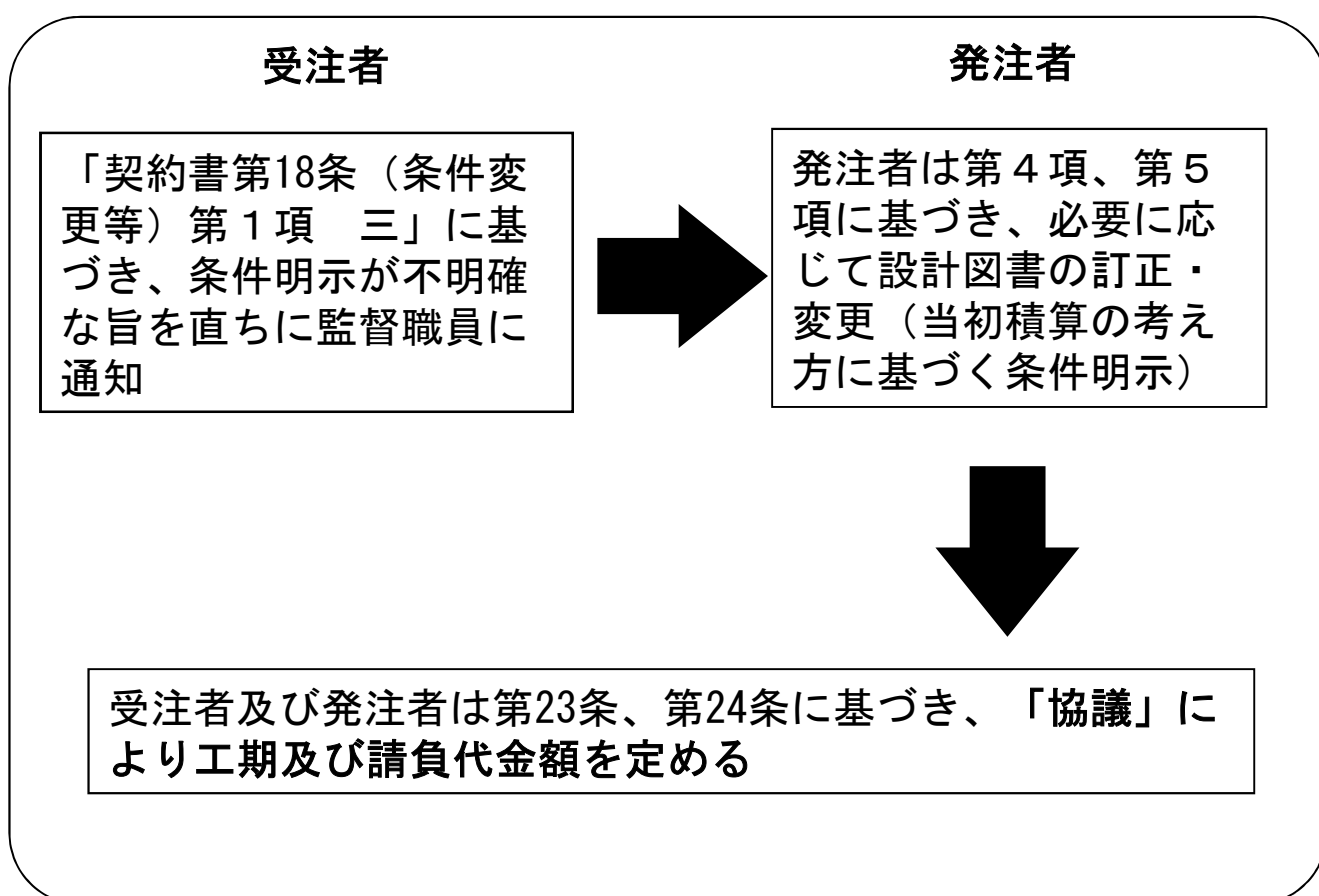 受注者
発注者
「契約書第18条（条件変
更等）第１項　三」に基
づき、条件明示が不明確
な旨を直ちに監督職員に
通知
発注者は第４項、第５
項に基づき、必要に応
じて設計図書の訂正・
変更（当初積算の考え
方に基づく条件明示）
受注者及び発注者は第23条、第24条に基づき、「協議」に
より工期及び請負代金額を定める